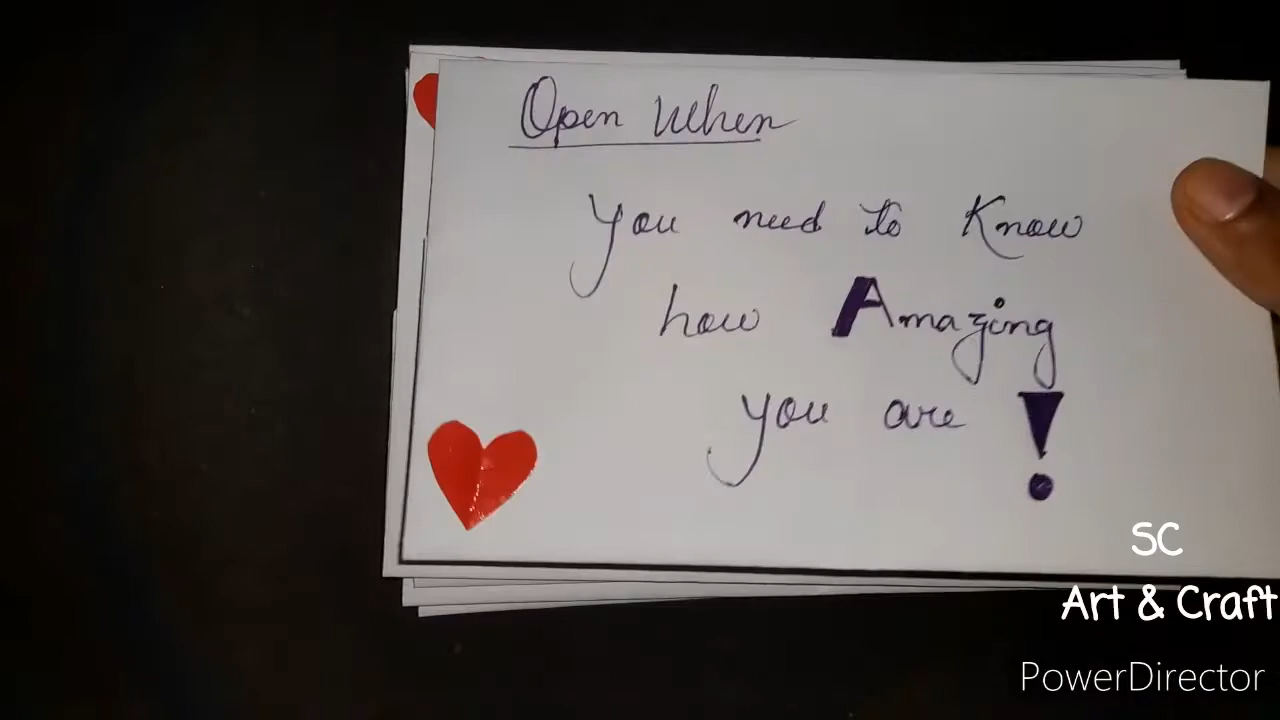 Open When
you need to Know
how Amazing
you are !
SC
Art & Craft
PowerDirector